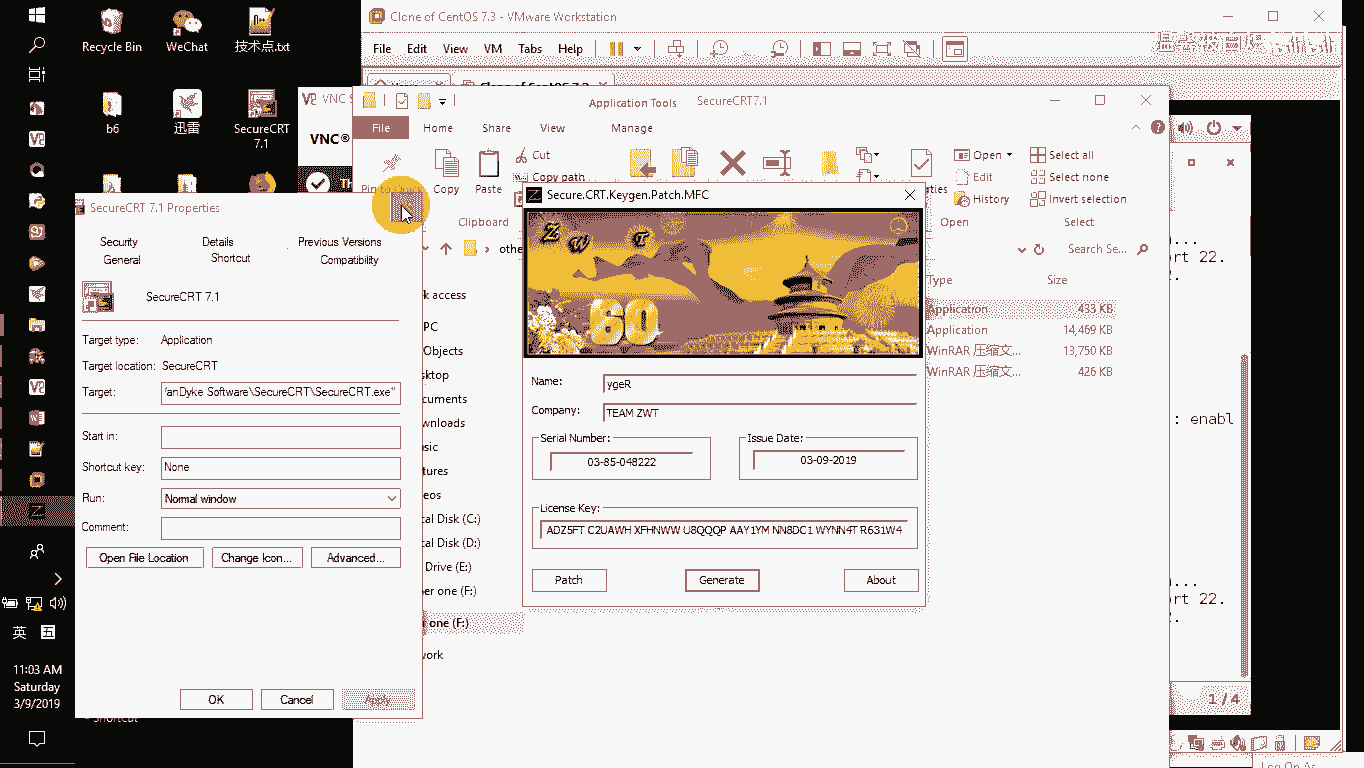 Recycle Bin
WeChat
技术点.txt
b6
迅雷
SecureCRT
7.1
Clone of CentOS 7.3 - VMware Workstation
File Edit View VM Tabs Help
VNC®
Application Tools SecureCRT7.1
File Home Share View Manage
Copy
Paste
Cut
Copy path
Clipboard
Open
Edit
History
Open
Select all
Select none
Invert selection
Select
Search Se...
Type Size
Application 433 KB
Application 14,469 KB
WinRAR 压缩文... 13,750 KB
WinRAR 压缩文... 426 KB
SecureCRT 7.1 Properties
Security Details Previous Versions
General Shortcut Compatibility
SecureCRT 7.1
Target type: Application
Target location: SecureCRT
Target: 'anDyke Software\SecureCRT\SecureCRT.exe"
Start in:
Shortcut key: None
Run: Normal window
Comment:
Open File Location Change Icon... Advanced...
OK Cancel Apply
Shortcut
k access
PC
Objects
sktop
cuments
wnloads
sic
tures
eos
cal Disk (C:)
cal Disk (D:)
Drive (E:)
er one (F:)
one (F:)
work
Secure.CRT.Keygen.Patch.MFC
Z W T
60
Name: ygeR
Company: TEAM ZWT
Serial Number: 03-85-048222
Issue Date: 03-09-2019
License Key:
ADZ5FT C2UAWH XFHNWW U8QQQP AAY1YM NN8DC1 WYNN4T R631W4
Patch Generate About
ort 22.
: enabl
ort 22.
1 / 4
Log On As
英 五
11:03 AM
Saturday
3/9/2019